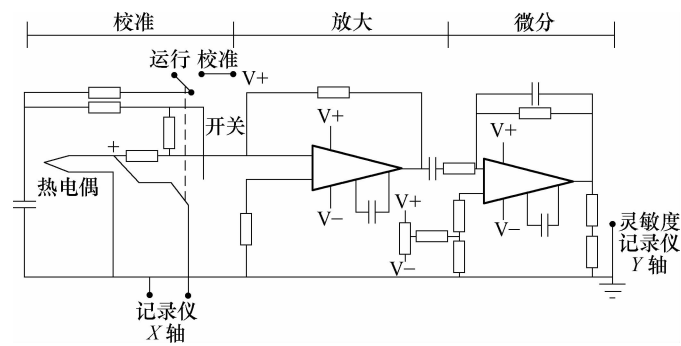 校准
放大
微分
运行 校准
V+
开关
+
热电偶
V+
V−
V+
V−
V+
V−
灵敏度
记录仪
Y 轴
记录仪
X 轴